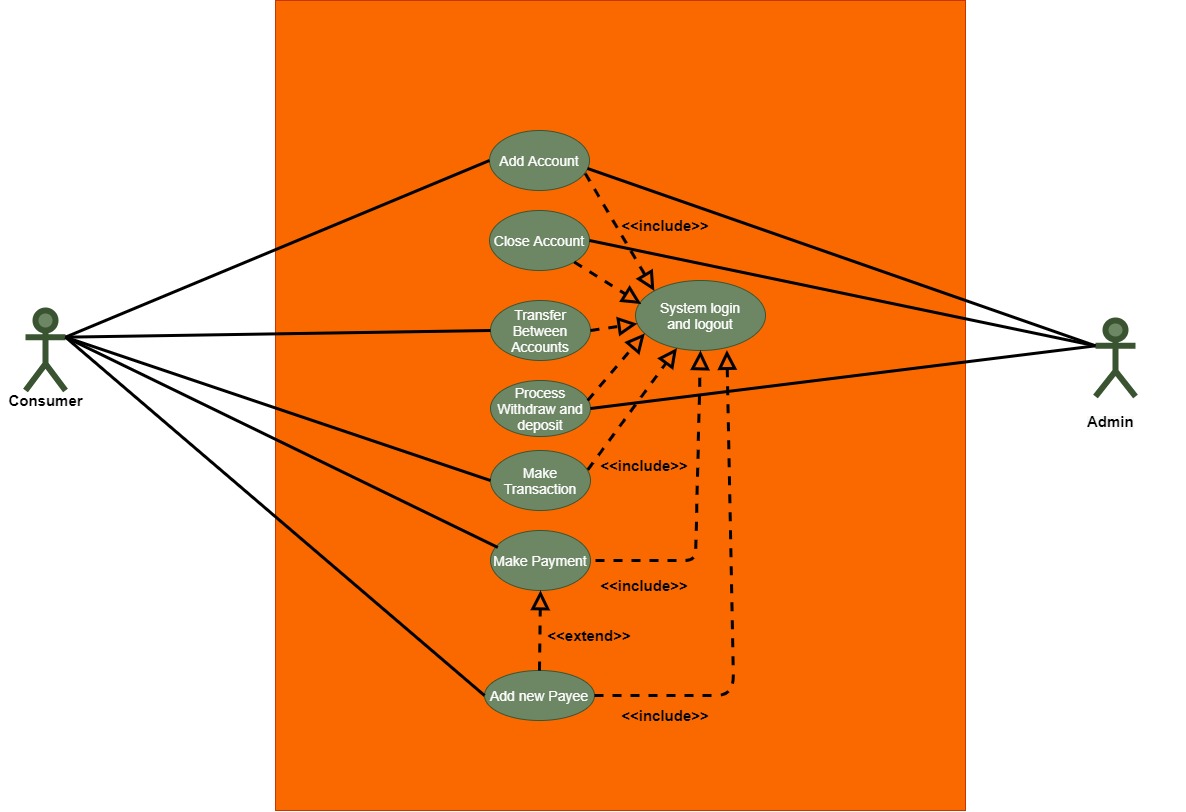 Add Account
<<include>>
Close Account
System login
and logout
Transfer
Between
Accounts
Consumer
Process
Withdraw and
deposit
Admin
<<include>>
Make
Transaction
Make Payment
<<include>>
<<extend>>
Add new Payee
<<include>>